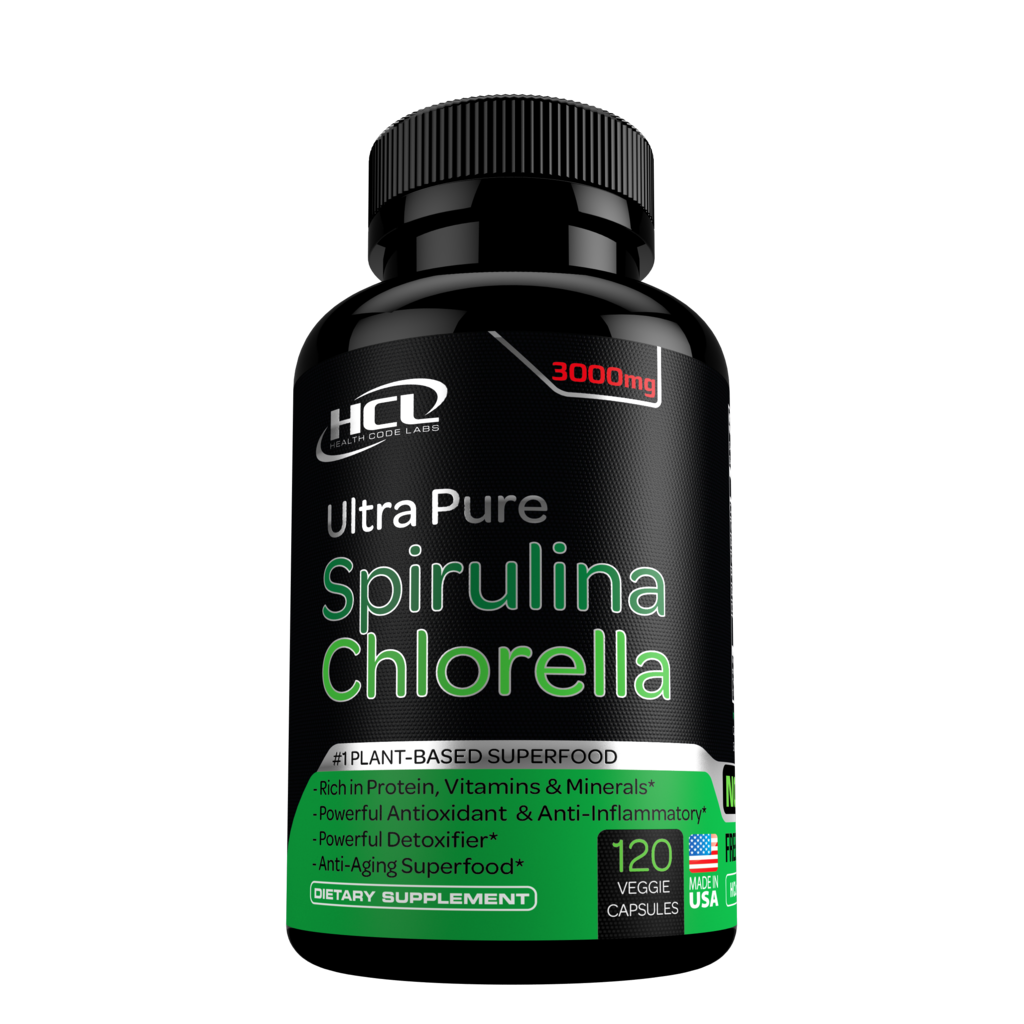 3000mg
HCL
HEALTH CODE LABS
Ultra Pure
Spirulina
Chlorella
#1 PLANT-BASED SUPERFOOD
-Rich in Protein, Vitamins & Minerals*
-Powerful Antioxidant & Anti-Inflammatory*
-Powerful Detoxifier*
-Anti-Aging Superfood*
DIETARY SUPPLEMENT
120
VEGGIE
CAPSULES
MADE IN
USA